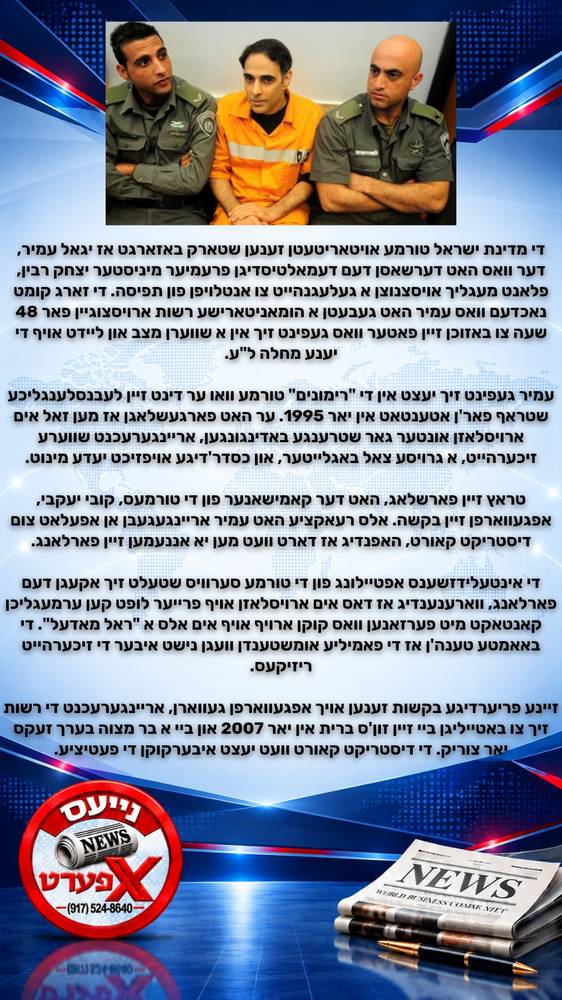 די מדינת ישראל טורמע אויטאריטעטן זענען שטארק באזארגט אז יגאל עמיר,
דער וואס האט דערשאסן דעם דעמאלטיסדיגן פרעמיער מיניסטער יצחק רבין,
פלאנט מעגליך אויסצנוצן א געלעגנהייט צו אנטלויפן פון תפיסה. די זארג קומט
נאכדעם וואס עמיר האט געבעטן א הומאניטארישע רשות ארויסצוגיין פאר 48
שעה צו באזוכן זיין פאטער וואס געפינט זיך אין א שווערן מצב און ליידט אויף די
יענע מחלה ל"ע.
עמיר געפינט זיך יעצט אין די "רימונים" טורמע וואו ער דינט זיין לעבנסלענגליכע
שטראף פאר'ן אטענטאט אין יאר 1995. ער האט פארגעשלאגן אז מען זאל אים
ארויסלאזן אונטער גאר שטרענגע באדינגונגען, אריינגערעכנט שווערע
זיכערהייט, א גרויסע צאל באגלייטער, און כסדר'דיגע אויפזיכט יעדע מינוט.
טראץ זיין פארשלאג, האט דער קאמישאנער פון די טורמעס, קובי יעקבי,
אפגעווארפן זיין בקשה. אלס רעאקציע האט עמיר אריינגעגעבן אן אפעלאט צום
דיסטריקט קאורט, האפנדיג אז דארט וועט מען יא אננעמען זיין פארלאנג.
די אינטעלידזשענס אפטיילונג פון די טורמע סערוויס שטעלט זיך אקעגן דעם
פארלאנג, ווארענענדיג אז דאס אים ארויסלאזן אויף פרייער לופט קען ערמעגליכן
קאנטאקט מיט פערזאנען וואס קוקן ארויף אויף אים אלס א "ראל מאדעל". די
באאמטע טענה'ן אז די פאמיליע אומשטענדן וועגן נישט איבער די זיכערהייט
ריזיקעס.
זיינע פריערדיגע בקשות זענען אויך אפגעווארפן געווארן, אריינגערעכנט די רשות
זיך צו באטייליגן ביי זיין זון'ס ברית אין יאר 2007 און ביי א בר מצוה בערך זעקס
יאר צוריק. די דיסטריקט קאורט וועט יעצט איבערקוקן די פעטיציע.
נייעס
NEWS
עקספערט
(917) 524-8640
NEWS
WORLD BUSINESS